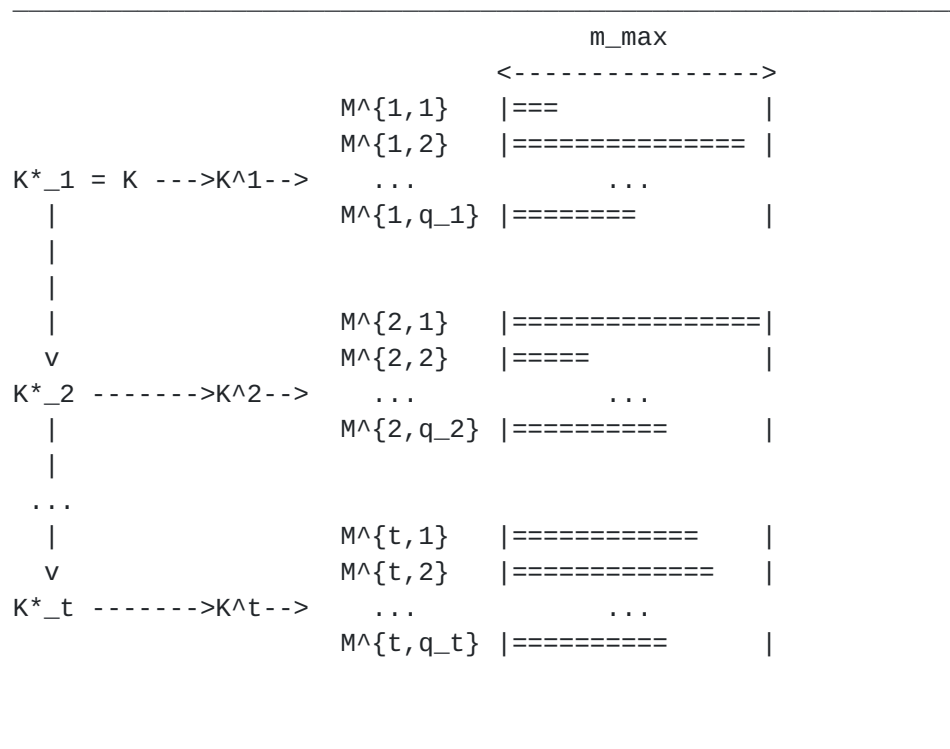 m_max
<---------------->
M^{1,1} |=== |
M^{1,2} |=============== |
K*_1 = K --->K^1--> ... ...
| M^{1,q_1} |======== |
|
|
| M^{2,1} |================|
v M^{2,2} |===== |
K*_2 ------->K^2--> ... ...
| M^{2,q_2} |========== |
|
...
| M^{t,1} |============ |
v M^{t,2} |============= |
K*_t ------->K^t--> ... ...
M^{t,q_t} |========== |